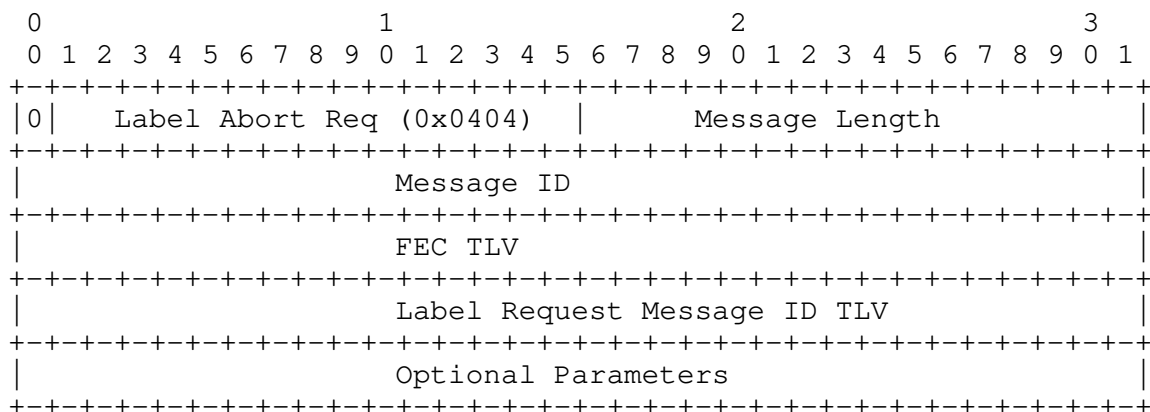 0                   1                   2                   3
 0 1 2 3 4 5 6 7 8 9 0 1 2 3 4 5 6 7 8 9 0 1 2 3 4 5 6 7 8 9 0 1
+-+-+-+-+-+-+-+-+-+-+-+-+-+-+-+-+-+-+-+-+-+-+-+-+-+-+-+-+-+-+-+-+
|0|   Label Abort Req (0x0404)  |      Message Length           |
+-+-+-+-+-+-+-+-+-+-+-+-+-+-+-+-+-+-+-+-+-+-+-+-+-+-+-+-+-+-+-+-+
|                     Message ID                                |
+-+-+-+-+-+-+-+-+-+-+-+-+-+-+-+-+-+-+-+-+-+-+-+-+-+-+-+-+-+-+-+-+
|                     FEC TLV                                   |
+-+-+-+-+-+-+-+-+-+-+-+-+-+-+-+-+-+-+-+-+-+-+-+-+-+-+-+-+-+-+-+-+
|                     Label Request Message ID TLV              |
+-+-+-+-+-+-+-+-+-+-+-+-+-+-+-+-+-+-+-+-+-+-+-+-+-+-+-+-+-+-+-+-+
|                     Optional Parameters                       |
+-+-+-+-+-+-+-+-+-+-+-+-+-+-+-+-+-+-+-+-+-+-+-+-+-+-+-+-+-+-+-+-+